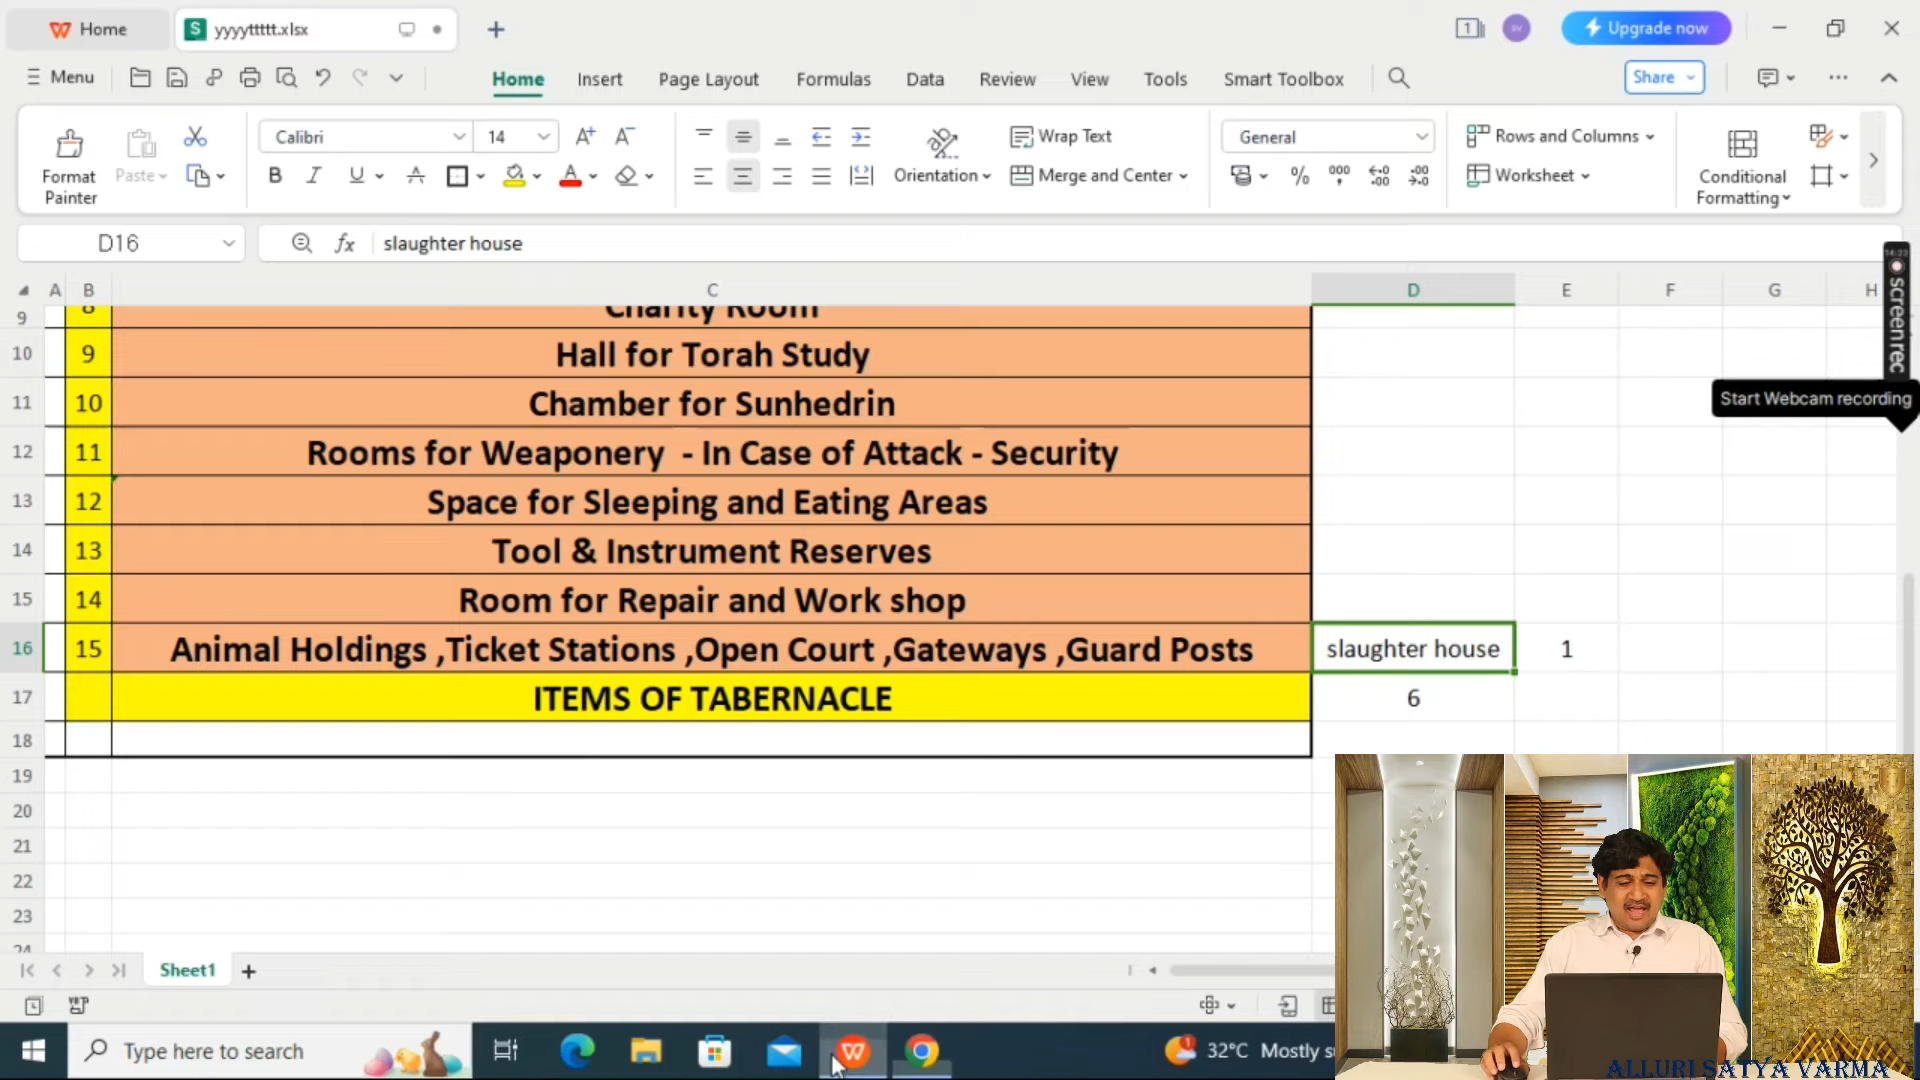 Home
yyyyttttt.xlsx
Upgrade now
Menu
Home Insert Page Layout Formulas Data Review View Tools Smart Toolbox
Share
Format Painter
Paste
Calibri 14
Orientation
Wrap Text
Merge and Center
General
Rows and Columns
Worksheet
Conditional Formatting
D16
fx slaughter house
A B C D E F G H
9 8 Charity Room
10 9 Hall for Torah Study
11 10 Chamber for Sunhedrin
12 11 Rooms for Weaponery - In Case of Attack - Security
13 12 Space for Sleeping and Eating Areas
14 13 Tool & Instrument Reserves
15 14 Room for Repair and Work shop
16 15 Animal Holdings ,Ticket Stations ,Open Court ,Gateways ,Guard Posts slaughter house 1
17 ITEMS OF TABERNACLE 6
18
19
20
21
22
23
24
screenrec
Start Webcam recording
Sheet1
Type here to search
32°C Mostly
ALLURI SATYA VARMA